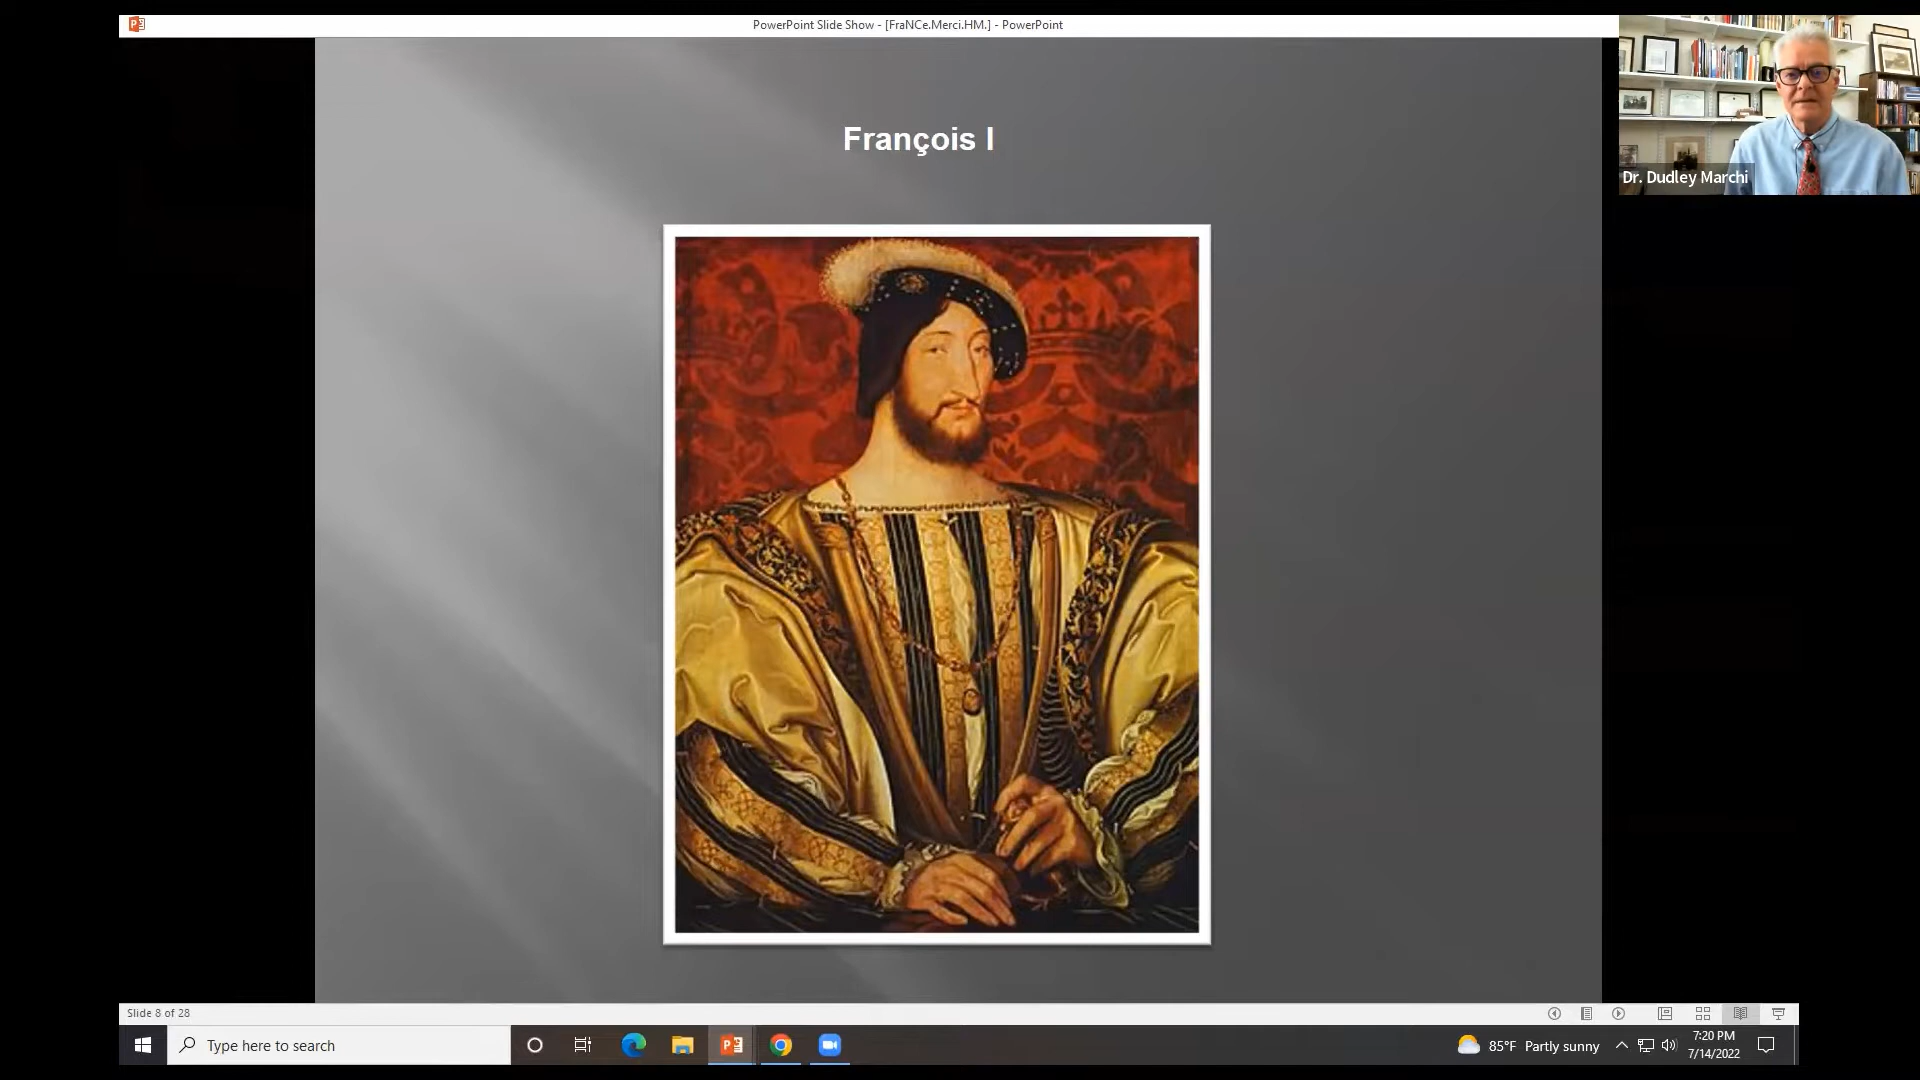 PowerPoint Slide Show - [FraNCe.Merci.HM.] - PowerPoint
François I
Dr. Dudley Marchi
Slide 8 of 28
Type here to search
85°F Partly sunny
7:20 PM
7/14/2022